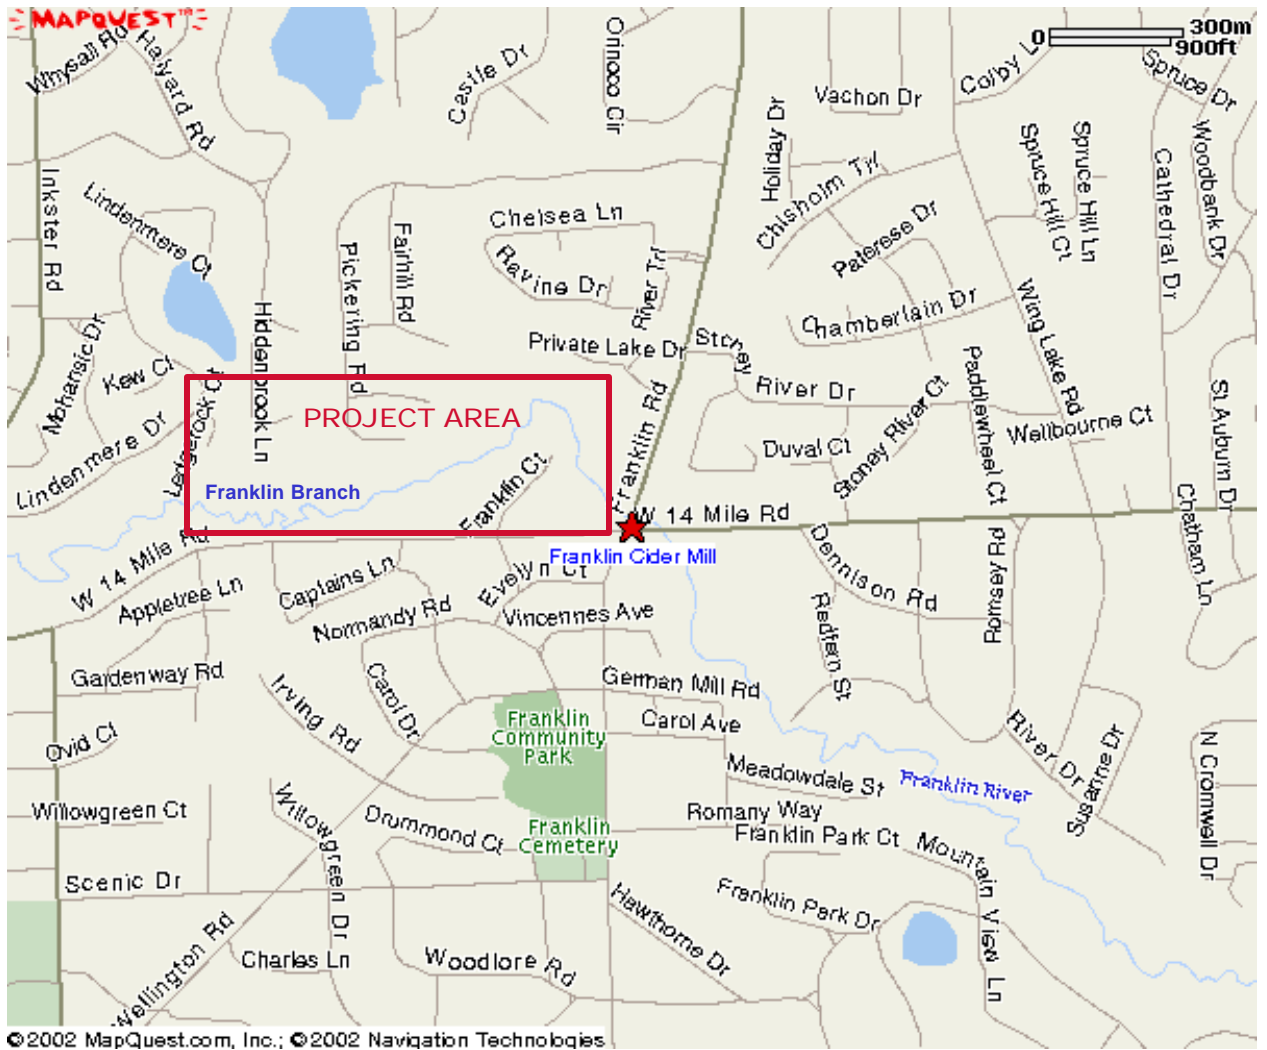 MAPQUEST™
0 300m
900ft
Whysall Rd
Halyard Rd
Castle Dr
Orinoco Cir
Vachon Dr
Colby Ln
Spruce Dr
Holiday Dr
Chisholm Trl
Spruce Hill Ct
Spruce Hill Ln
Cathedral Dr
Woodbank Dr
Inkster Rd
Lindenmere Ct
Chelsea Ln
Fairhill Rd
Pickering Rd
Ravine Dr
River Trl
Paterese Dr
Chamberlain Dr
Wing Lake Rd
Hiddenbrook Ln
Mohansic Dr
Kew Ct
Private Lake Dr
Stoney
River Dr
Stoney River Ct
Paddlewheel Ct
Wellbourne Ct
St Auburn Dr
Ledgerock Ct
PROJECT AREA
Franklin Rd
Duval Ct
Lindenmere Dr
Franklin Branch
Franklin Ct
W 14 Mile Rd
Chatham Ln
W 14 Mile Rd
Franklin Cider Mill
Dennison Rd
Romsey Rd
Appletree Ln
Captains Ln
Evelyn Ct
Normandy Rd
Vincennes Ave
Redfern St
Gardenway Rd
Irving Rd
Carol Dr
German Mill Rd
Carol Ave
Franklin
Community
Park
River Dr
Susanne Dr
N Cromwell Dr
Ovid Ct
Meadowdale St
Franklin River
Willowgreen Ct
Willowgreen Dr
Drummond Ct
Franklin
Cemetery
Romany Way
Franklin Park Ct
Mountain View Ln
Scenic Dr
Franklin Park Dr
Hawthorne Dr
Wellington Rd
Charles Ln
Woodlore Rd
©2002 MapQuest.com, Inc.; ©2002 Navigation Technologies